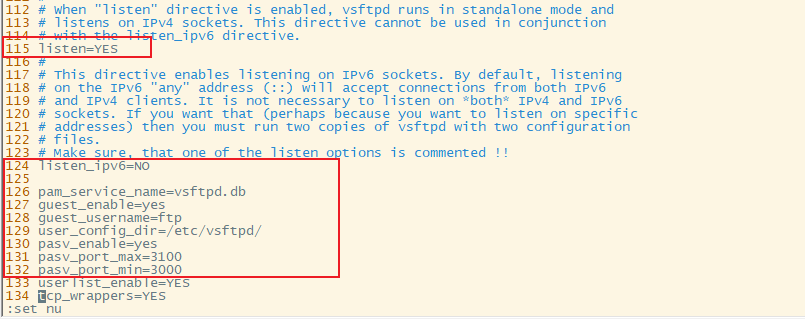 112 # When "listen" directive is enabled, vsftpd runs in standalone mode and
113 # listens on IPv4 sockets. This directive cannot be used in conjunction
114 # with the listen_ipv6 directive.
115 listen=YES
116 #
117 # This directive enables listening on IPv6 sockets. By default, listening
118 # on the IPv6 "any" address (::) will accept connections from both IPv6
119 # and IPv4 clients. It is not necessary to listen on *both* IPv4 and IPv6
120 # sockets. If you want that (perhaps because you want to listen on specific
121 # addresses) then you must run two copies of vsftpd with two configuration
122 # files.
123 # Make sure, that one of the listen options is commented !!
124 listen_ipv6=NO
125
126 pam_service_name=vsftpd.db
127 guest_enable=yes
128 guest_username=ftp
129 user_config_dir=/etc/vsftpd/
130 pasv_enable=yes
131 pasv_port_max=3100
132 pasv_port_min=3000
133 userlist_enable=YES
134 tcp_wrappers=YES
:set nu